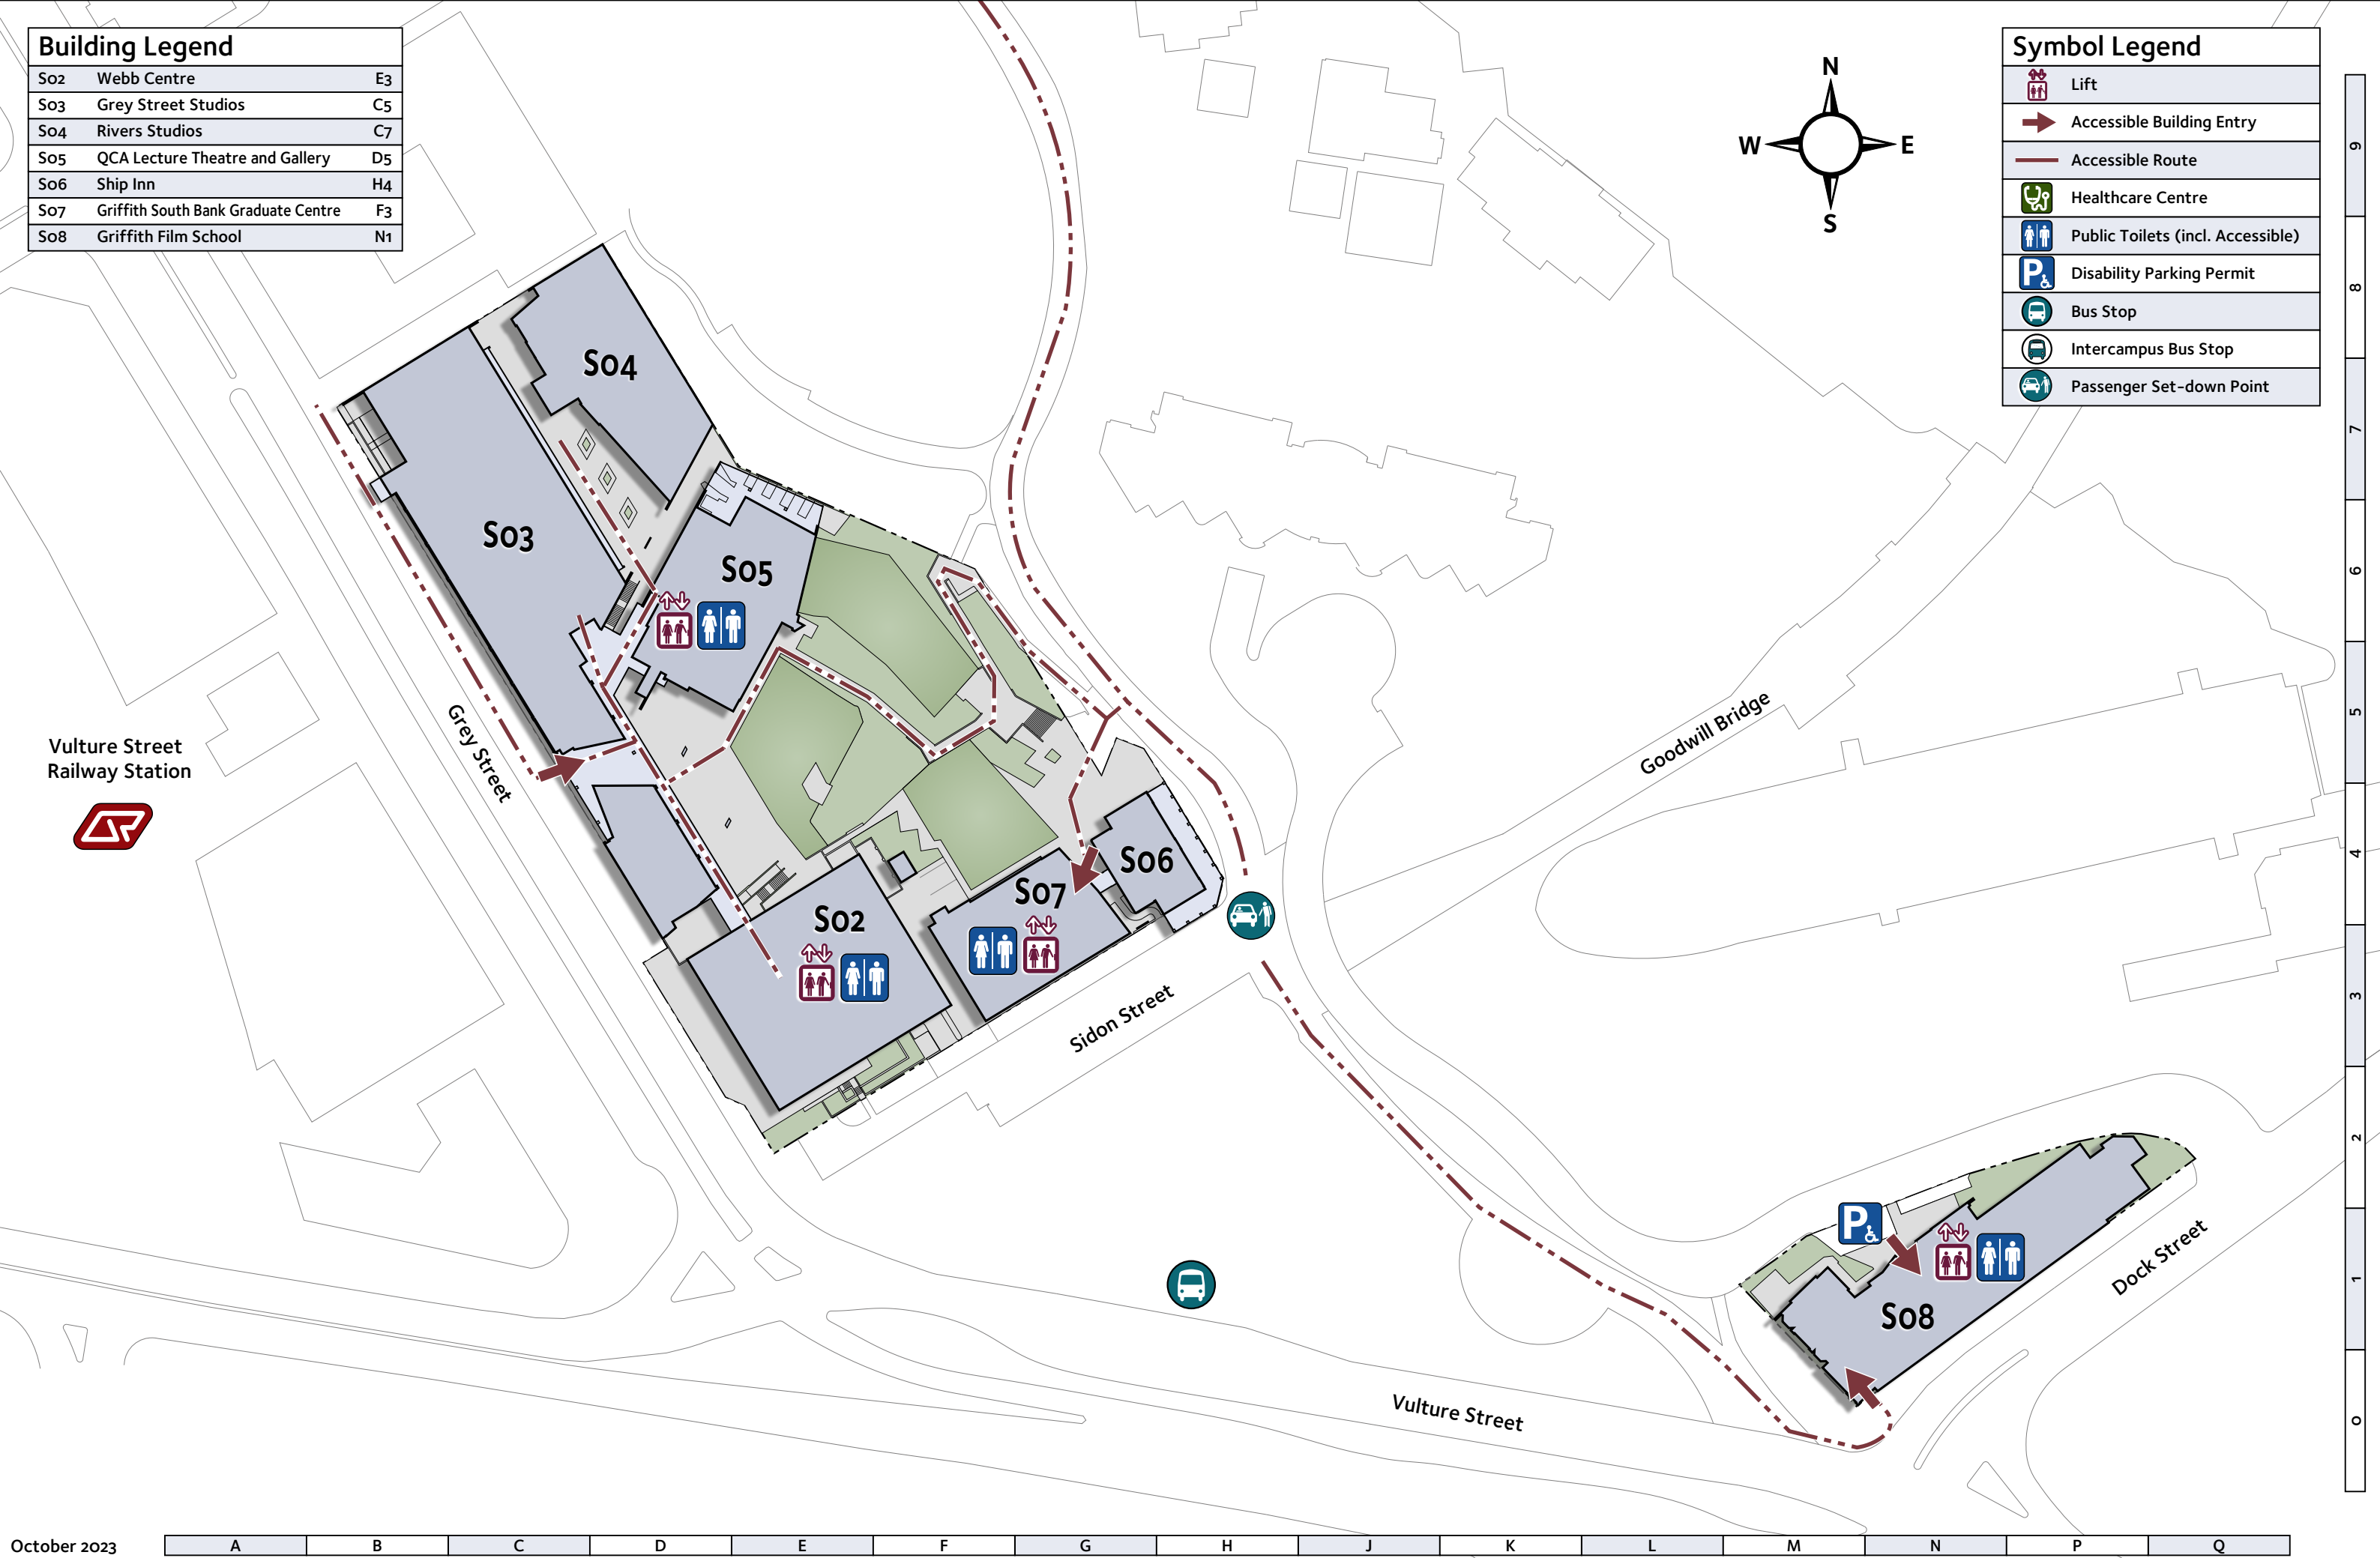 Building Legend
S02 Webb Centre E3
S03 Grey Street Studios C5
S04 Rivers Studios C7
S05 QCA Lecture Theatre and Gallery D5
S06 Ship Inn H4
S07 Griffith South Bank Graduate Centre F3
S08 Griffith Film School N1
Symbol Legend
Lift
Accessible Building Entry
Accessible Route
Healthcare Centre
Public Toilets (incl. Accessible)
P
Disability Parking Permit
Bus Stop
Intercampus Bus Stop
Passenger Set-down Point
N
W
E
S
9
8
7
6
5
4
3
2
1
0
S04
S03
S05
Grey Street
Vulture Street
Railway Station
Goodwill Bridge
S06
S07
S02
Sidon Street
P
S08
Dock Street
Vulture Street
October 2023
A B C D E F G H J K L M N P Q